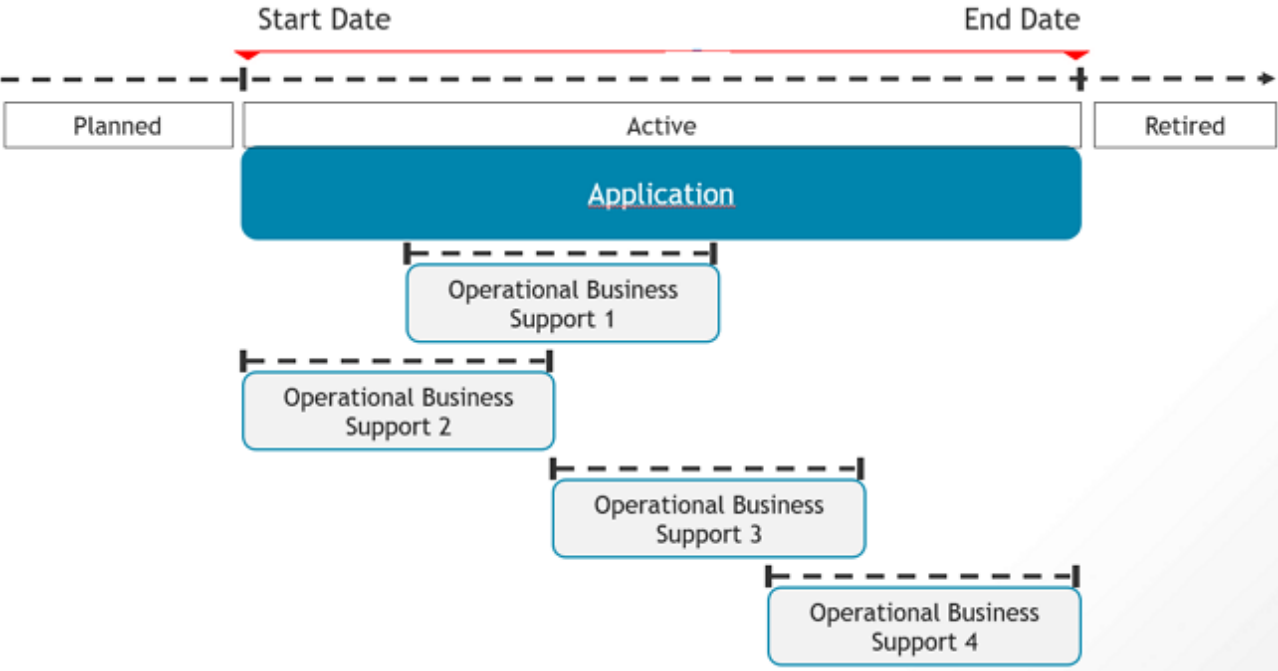 Start Date
End Date
Planned
Active
Retired
Application
Operational Business
Support 1
Operational Business
Support 2
Operational Business
Support 3
Operational Business
Support 4